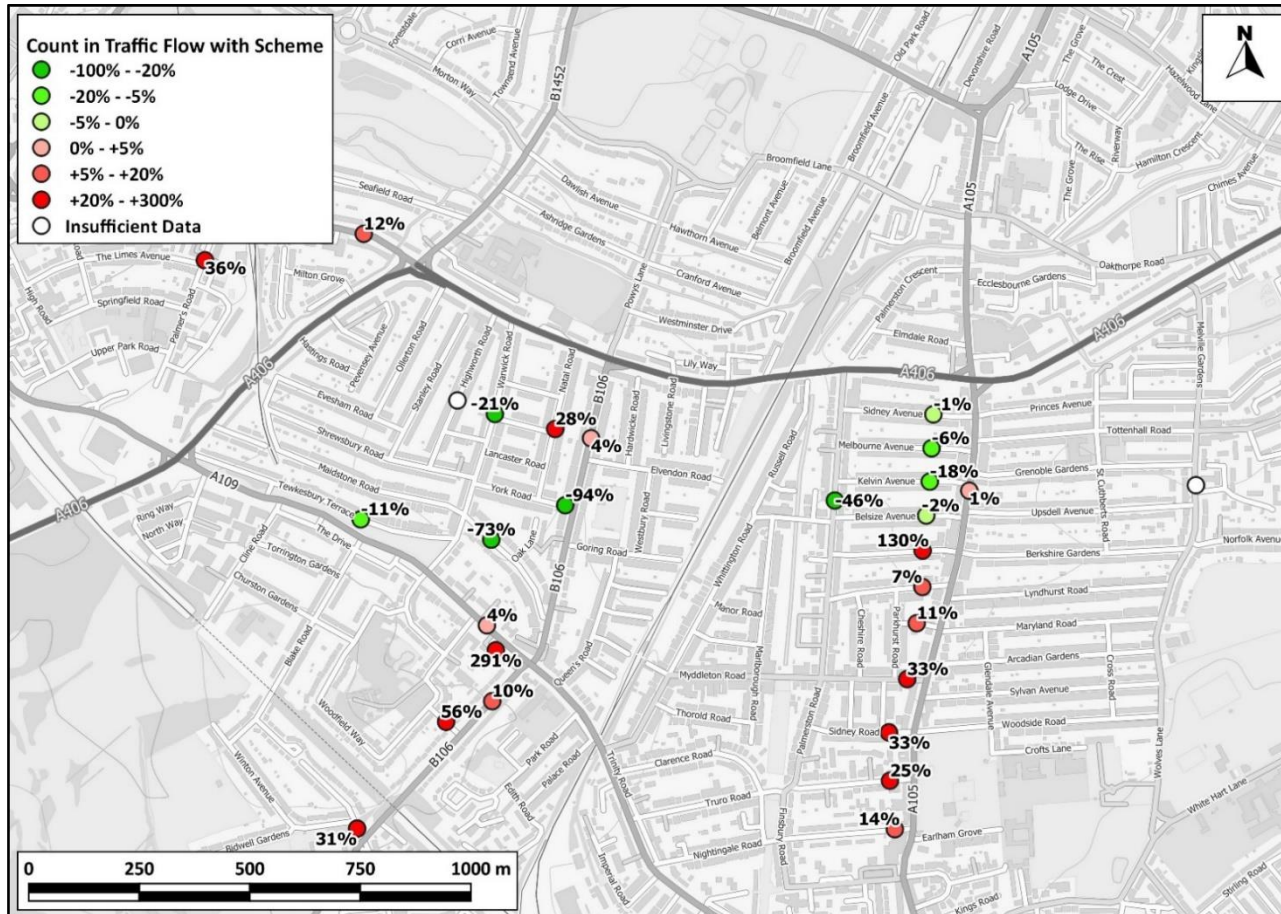 Count in Traffic Flow with Scheme
-100% - -20%
-20% - -5%
-5% - 0%
0% - +5%
+5% - +20%
+20% - +300%
Insufficient Data
N
Forestdale
Corri Avenue
Townsend Avenue
Morton Way
B1452
Old Park Road
Devonshire Road
A105
The Grove
The Crest
Lodge Drive
Hazelwood Lane
Riverway
The Rise
Hamilton Crescent
The Grove
Chimes Avenue
Broomfield Avenue
Broomfield Lane
A105
Seafield Road
12%
Dawlish Avenue
Ashridge Gardens
Hawthorn Avenue
Belmont Avenue
Broomfield Avenue
The Limes Avenue
36%
Milton Grove
Cranford Avenue
Powys Lane
Palmerston Crescent
Oakthorpe Road
Ecclesbourne Gardens
High Road
Springfield Road
Palmer's Road
Upper Park Road
Westminster Drive
Elmdale Road
A406
Melville Gardens
Hastings Road
Pevensey Avenue
Ollerton Road
Stanley Road
Highworth Road
Warwick Road
Natal Road
B106
Lily Way
A406
A406
Evesham Road
-21%
28%
4%
Hardwicke Road
Livingstone Road
Sidney Avenue
-1%
Princes Avenue
Tottenhall Road
Shrewsbury Road
Lancaster Road
Russell Road
Melbourne Avenue
-6%
Maidstone Road
Elvendon Road
Kelvin Avenue
-18%
Grenoble Gardens
St Cuthberts Road
A109
Tewkesbury Terrace
York Road
-94%
-46%
Belsize Avenue
-2%
1%
Upsdell Avenue
A406
Ring Way
North Way
-11%
The Drive
-73%
Oak Lane
Goring Road
Westbury Road
Whittington Road
130%
Berkshire Gardens
Norfolk Avenue
Cline Road
Torrington Gardens
Churston Gardens
B106
7%
Lyndhurst Road
Manor Road
Cheshire Road
Parkhurst Road
11%
Maryland Road
4%
Blake Road
291%
Queen's Road
Myddleton Road
Marlborough Road
33%
Arcadian Gardens
Glendale Avenue
Sylvan Avenue
Cross Road
Woodfield Way
56%
10%
Thorold Road
Palmerston Road
Sidney Road
33%
Woodside Road
Crofts Lane
Wolves Lane
Winton Avenue
B106
Park Road
Palace Road
Edith Road
Trinity Road
Clarence Road
Truro Road
25%
A105
White Hart Lane
Bidwell Gardens
31%
Finsbury Road
Nightingale Road
14%
Earlham Grove
Imperial Road
Kings Road
Stirling Road
0 250 500 750 1000 m